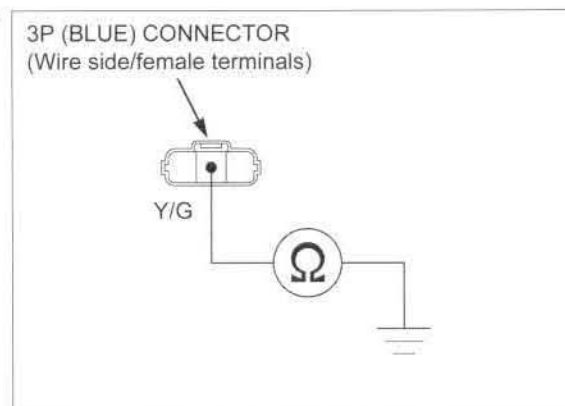 3P (BLUE) CONNECTOR
(Wire side/female terminals)
Y/G
Ω